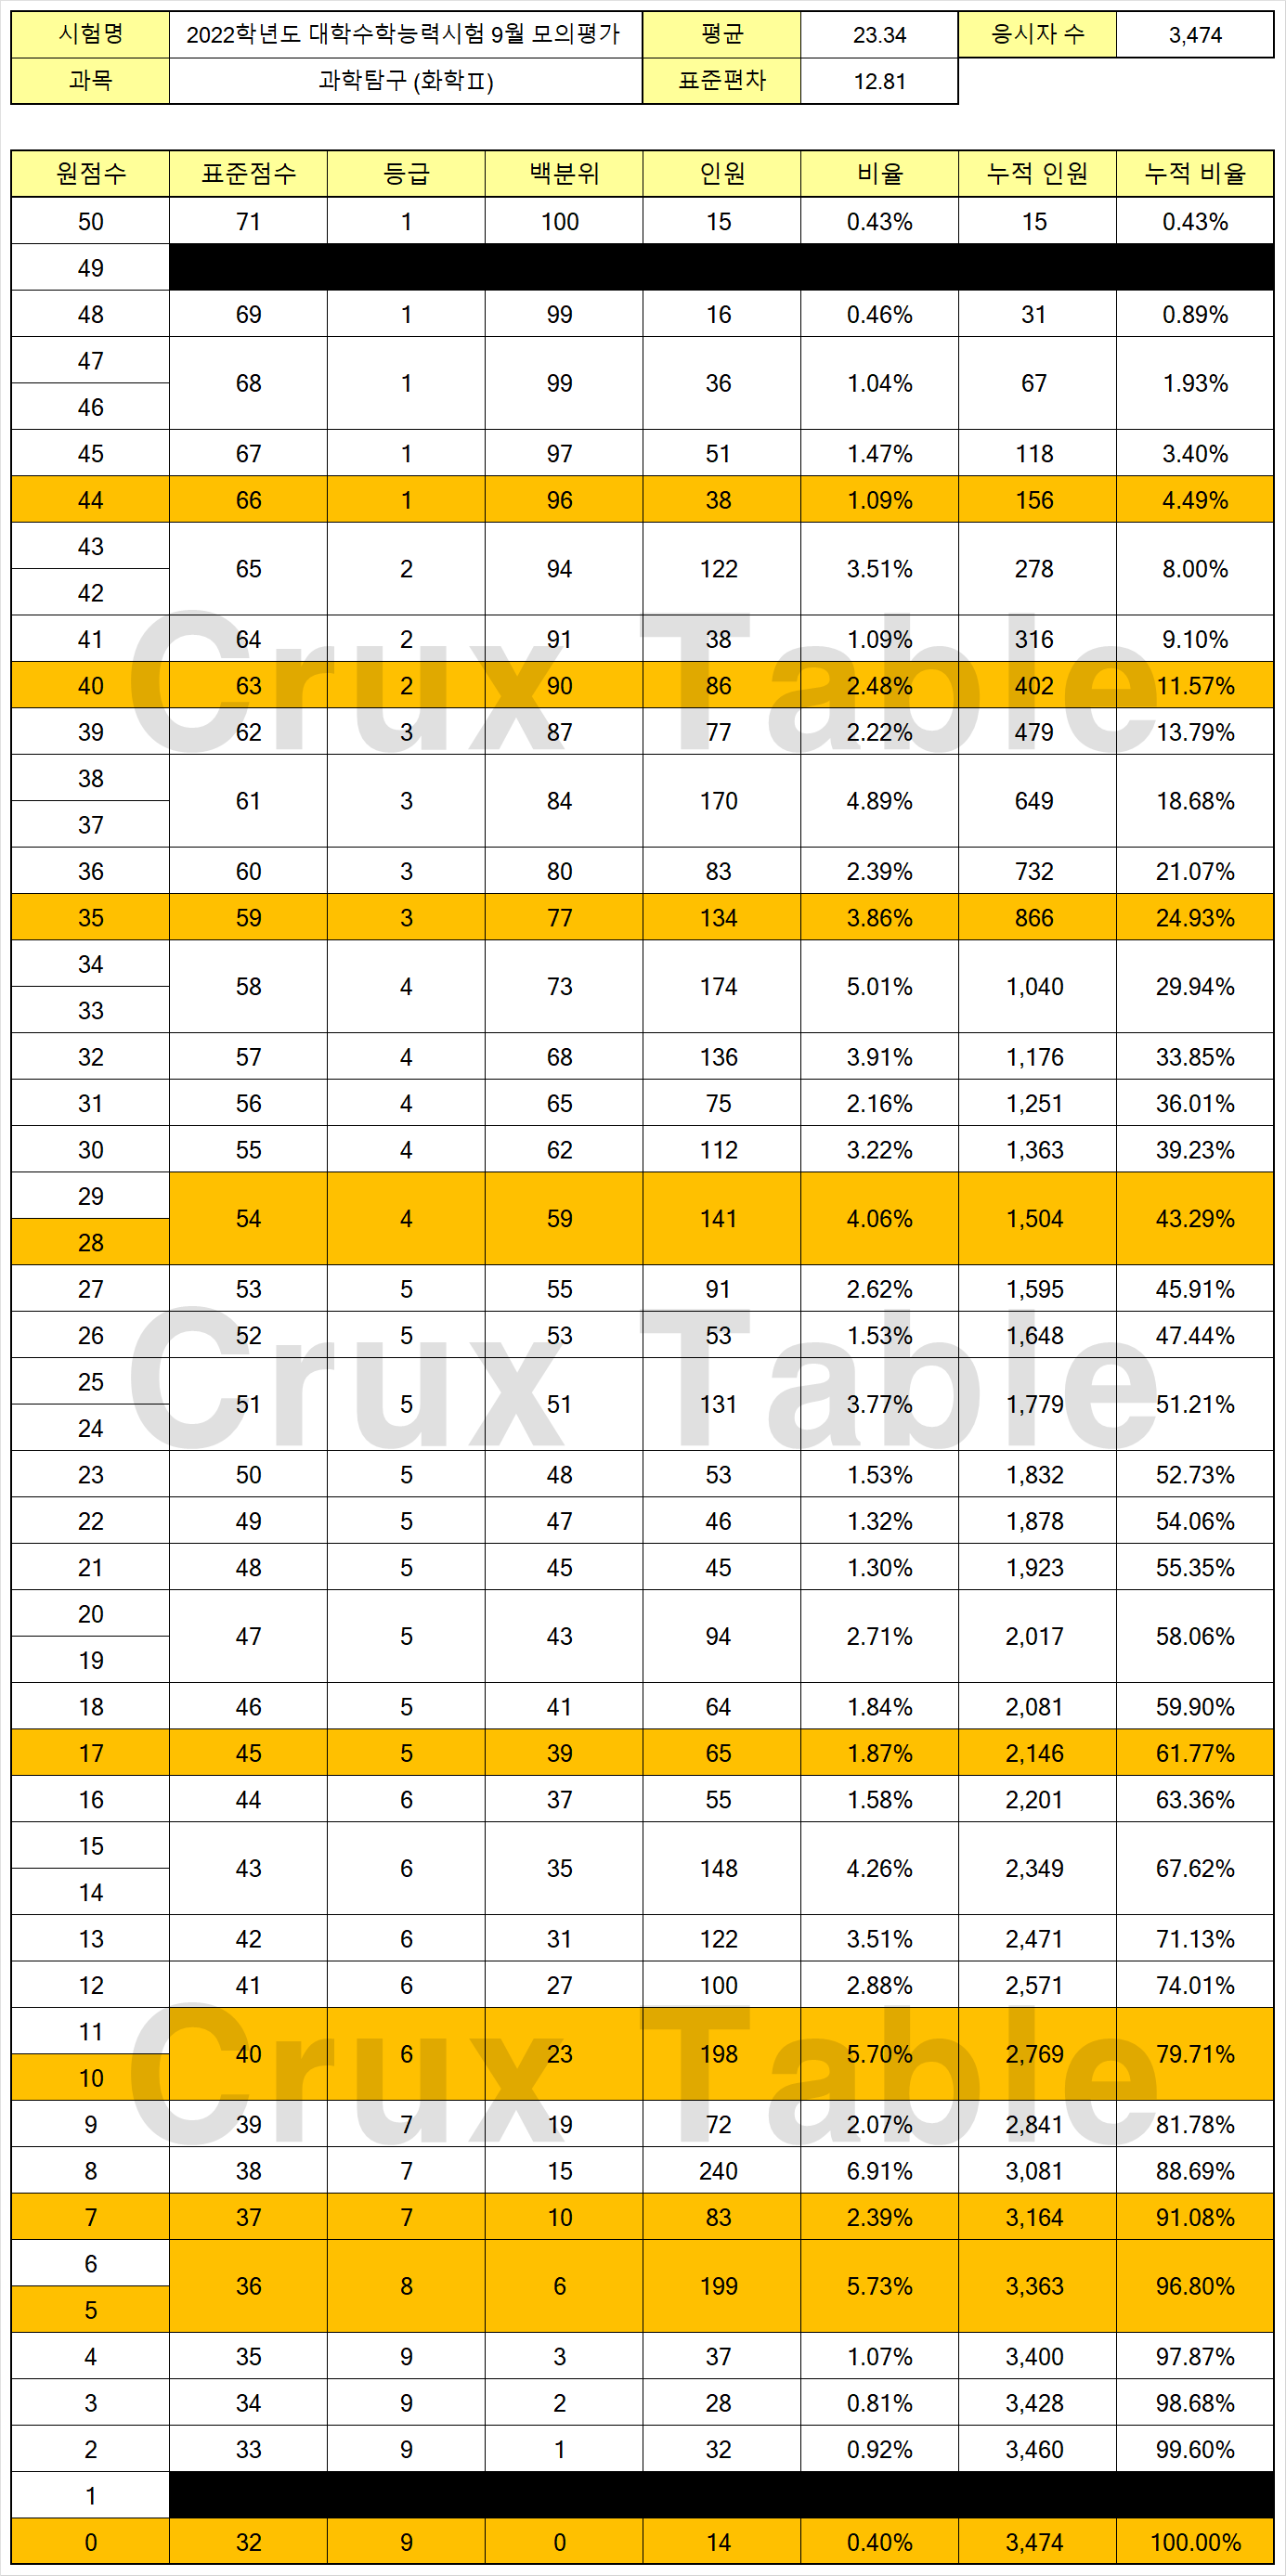 시험명 2022학년도 대학수학능력시험 9월 모의평가 평균 23.34 응시자 수 3,474
과목 과학탐구 (화학Ⅱ) 표준편차 12.81
원점수 표준점수 등급 백분위 인원 비율 누적 인원 누적 비율
50 71 1 100 15 0.43% 15 0.43%
49
48 69 1 99 16 0.46% 31 0.89%
47
68 1 99 36 1.04% 67 1.93%
46
45 67 1 97 51 1.47% 118 3.40%
44 66 1 96 38 1.09% 156 4.49%
43
65 2 94 122 3.51% 278 8.00%
42
41 64 2 91 38 1.09% 316 9.10%
Crux Table
40 63 2 90 86 2.48% 402 11.57%
39 62 3 87 77 2.22% 479 13.79%
38
61 3 84 170 4.89% 649 18.68%
37
36 60 3 80 83 2.39% 732 21.07%
35 59 3 77 134 3.86% 866 24.93%
34
58 4 73 174 5.01% 1,040 29.94%
33
32 57 4 68 136 3.91% 1,176 33.85%
31 56 4 65 75 2.16% 1,251 36.01%
30 55 4 62 112 3.22% 1,363 39.23%
29
54 4 59 141 4.06% 1,504 43.29%
28
27 53 5 55 91 2.62% 1,595 45.91%
26 52 5 53 53 1.53% 1,648 47.44%
Crux Table
25
51 5 51 131 3.77% 1,779 51.21%
24
23 50 5 48 53 1.53% 1,832 52.73%
22 49 5 47 46 1.32% 1,878 54.06%
21 48 5 45 45 1.30% 1,923 55.35%
20
47 5 43 94 2.71% 2,017 58.06%
19
18 46 5 41 64 1.84% 2,081 59.90%
17 45 5 39 65 1.87% 2,146 61.77%
16 44 6 37 55 1.58% 2,201 63.36%
15
43 6 35 148 4.26% 2,349 67.62%
14
13 42 6 31 122 3.51% 2,471 71.13%
12 41 6 27 100 2.88% 2,571 74.01%
11
40 6 23 198 5.70% 2,769 79.71%
Crux Table
10
9 39 7 19 72 2.07% 2,841 81.78%
8 38 7 15 240 6.91% 3,081 88.69%
7 37 7 10 83 2.39% 3,164 91.08%
6
36 8 6 199 5.73% 3,363 96.80%
5
4 35 9 3 37 1.07% 3,400 97.87%
3 34 9 2 28 0.81% 3,428 98.68%
2 33 9 1 32 0.92% 3,460 99.60%
1
0 32 9 0 14 0.40% 3,474 100.00%